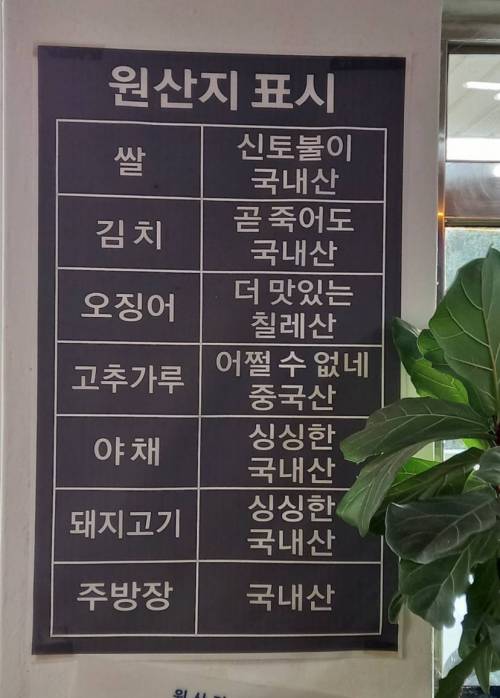 원산지 표시
쌀
신토불이
국내산
김치
곧 죽어도
국내산
오징어
더 맛있는
칠레산
고추가루
어쩔 수 없네
중국산
야채
싱싱한
국내산
돼지고기
싱싱한
국내산
주방장
국내산